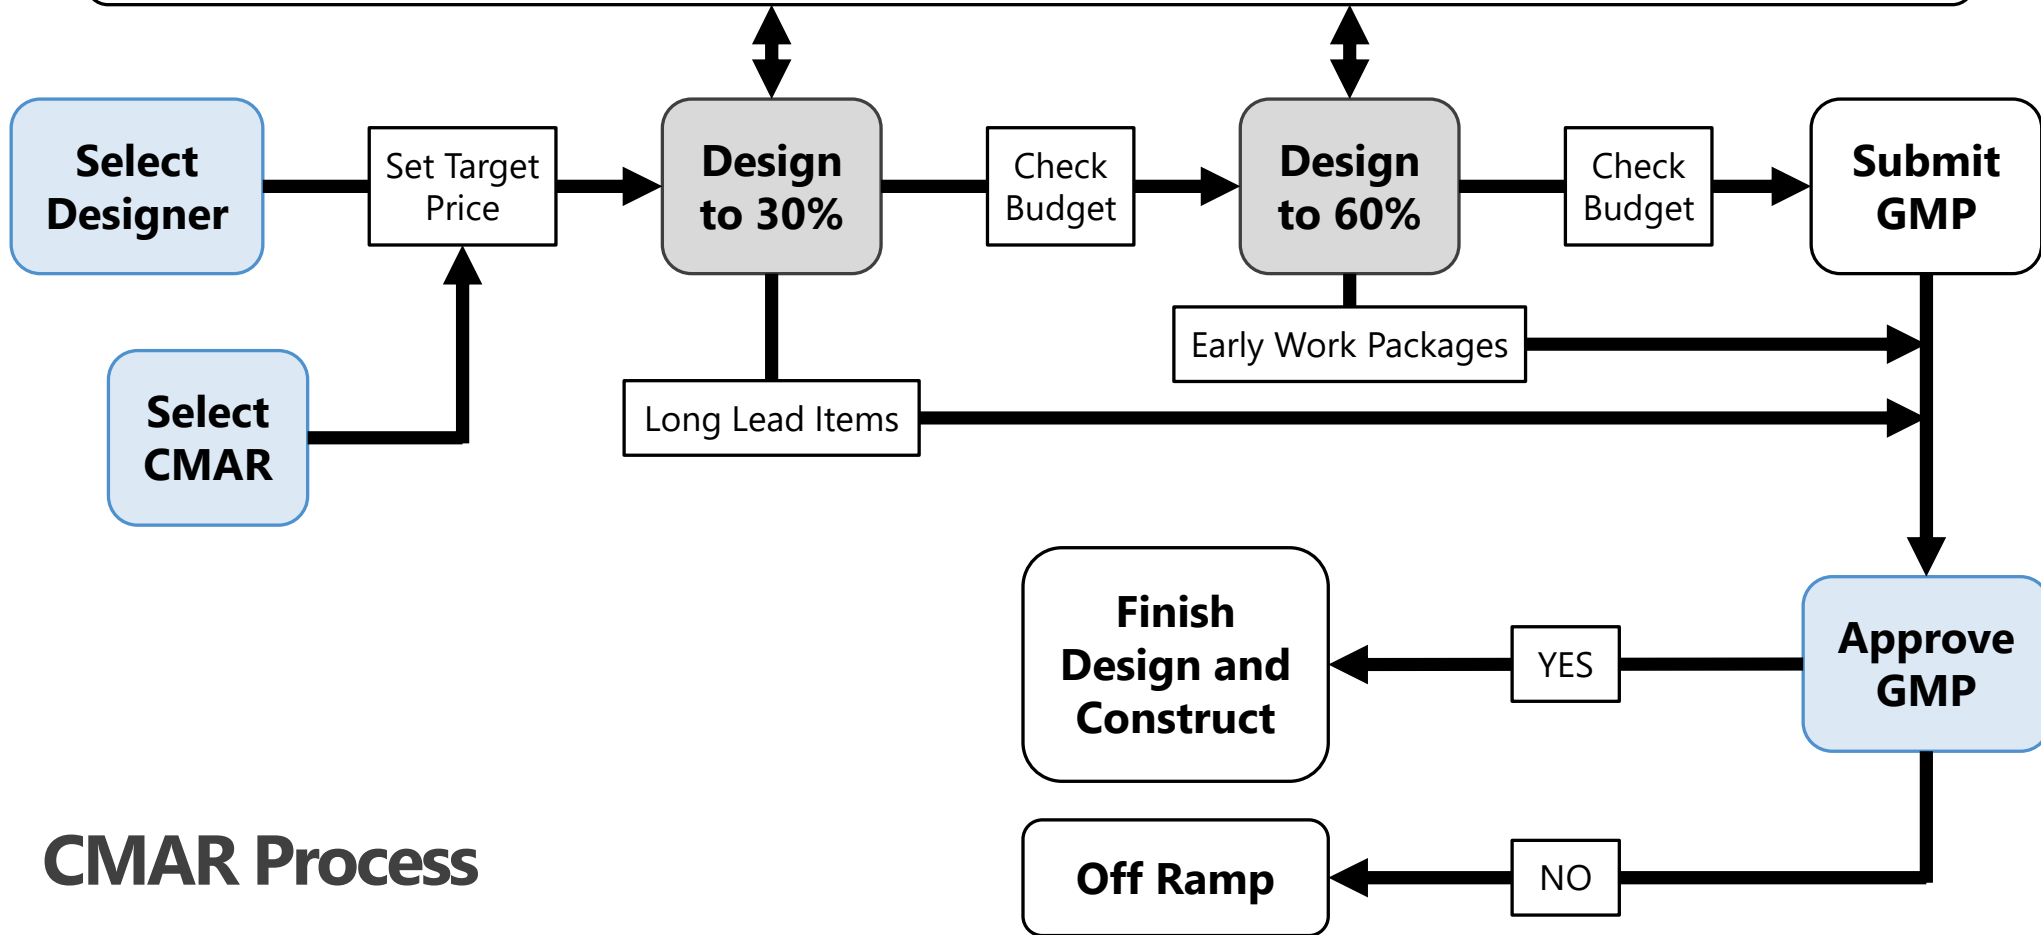 Select
Designer
Set Target
Price
Design
to 30%
Check
Budget
Design
to 60%
Check
Budget
Submit
GMP
Early Work Packages
Long Lead Items
Select
CMAR
Finish
Design and
Construct
YES
Approve
GMP
Off Ramp
NO
CMAR Process